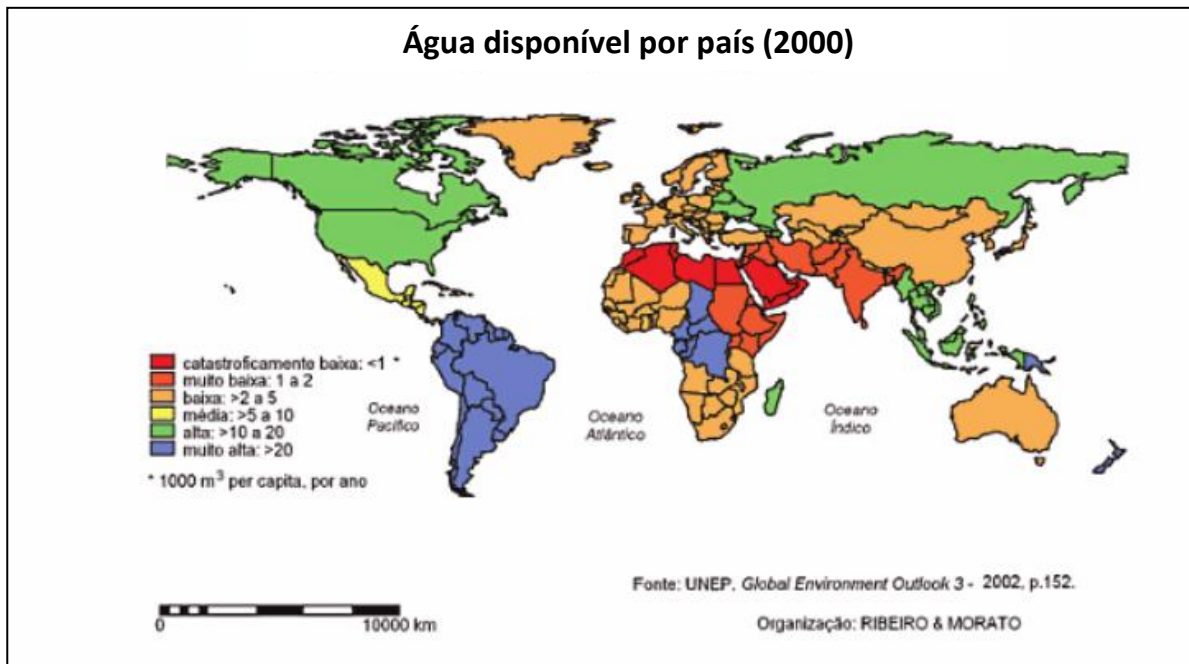 Água disponível por país (2000)
catastroficamente baixa: <1 *
muito baixa: 1 a 2
baixa: >2 a 5
média: >5 a 10
alta: >10 a 20
muito alta: >20
* 1000 m³ per capita, por ano
Oceano
Pacífico
Oceano
Atlântico
Oceano
Índico
Fonte: UNEP. Global Environment Outlook 3 - 2002, p.152.
Organização: RIBEIRO & MORATO
0 10000 km